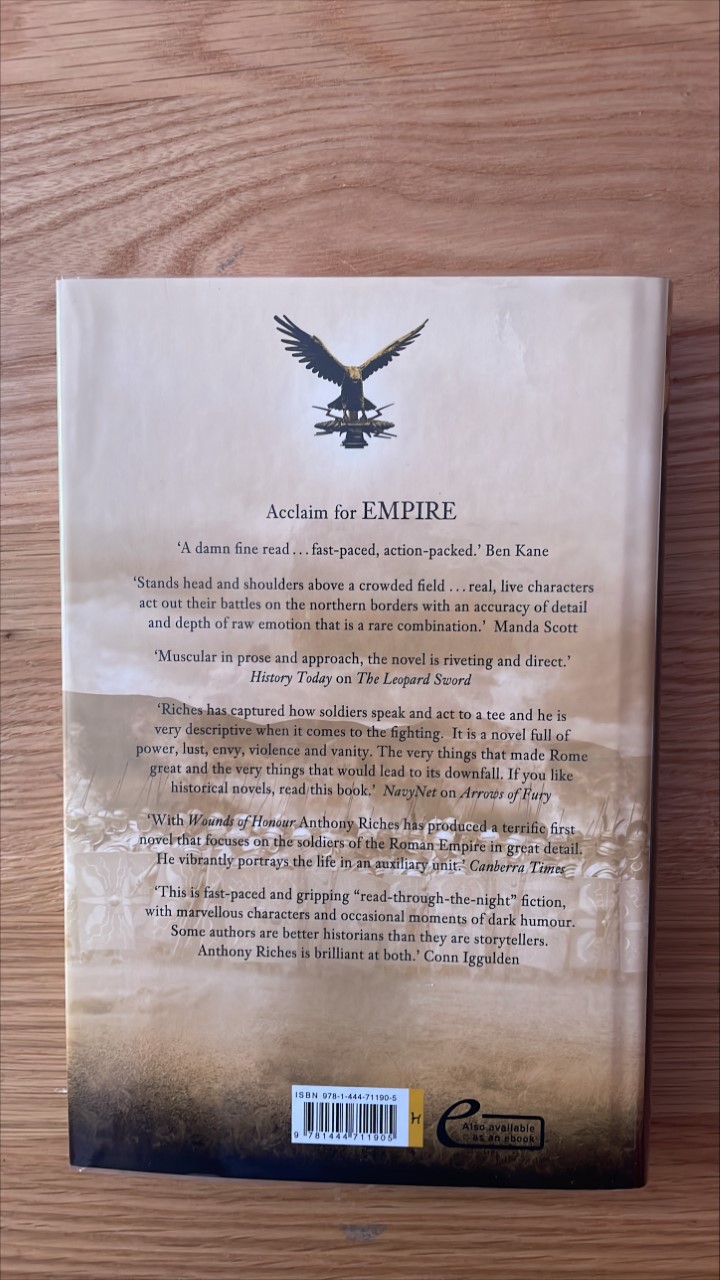 Acclaim for EMPIRE
‘A damn fine read . . . fast-paced, action-packed.’ Ben Kane
‘Stands head and shoulders above a crowded field . . . real, live characters
act out their battles on the northern borders with an accuracy of detail
and depth of raw emotion that is a rare combination.’ Manda Scott
‘Muscular in prose and approach, the novel is riveting and direct.’
History Today on The Leopard Sword
‘Riches has captured how soldiers speak and act to a tee and he is
very descriptive when it comes to the fighting. It is a novel full of
power, lust, envy, violence and vanity. The very things that made Rome
great and the very things that would lead to its downfall. If you like
historical novels, read this book.’ NavyNet on Arrows of Fury
‘With Wounds of Honour Anthony Riches has produced a terrific first
novel that focuses on the soldiers of the Roman Empire in great detail.
He vibrantly portrays the life in an auxiliary unit.’ Canberra Times
‘This is fast-paced and gripping “read-through-the-night” fiction,
with marvellous characters and occasional moments of dark humour.
Some authors are better historians than they are storytellers.
Anthony Riches is brilliant at both.’ Conn Iggulden
ISBN 978-1-444-71190-5
9 781444 711905
H
e
Also available
as an ebook